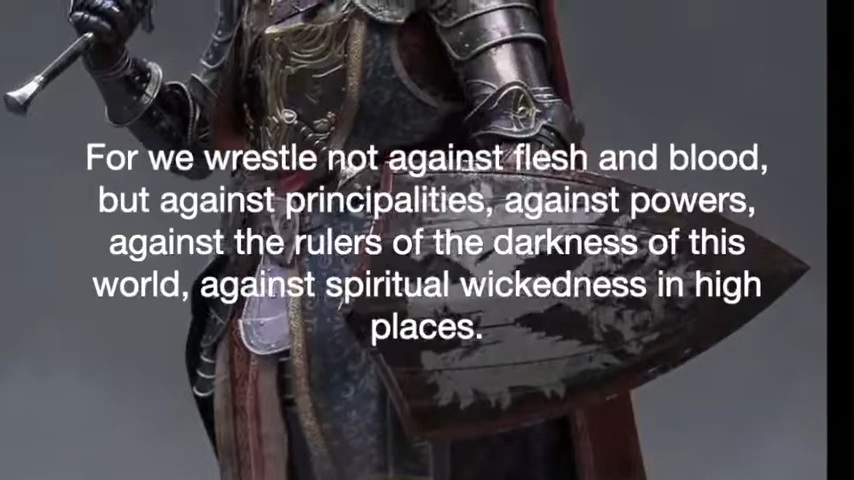 For we wrestle not against flesh and blood,
but against principalities, against powers,
against the rulers of the darkness of this
world, against spiritual wickedness in high
places.